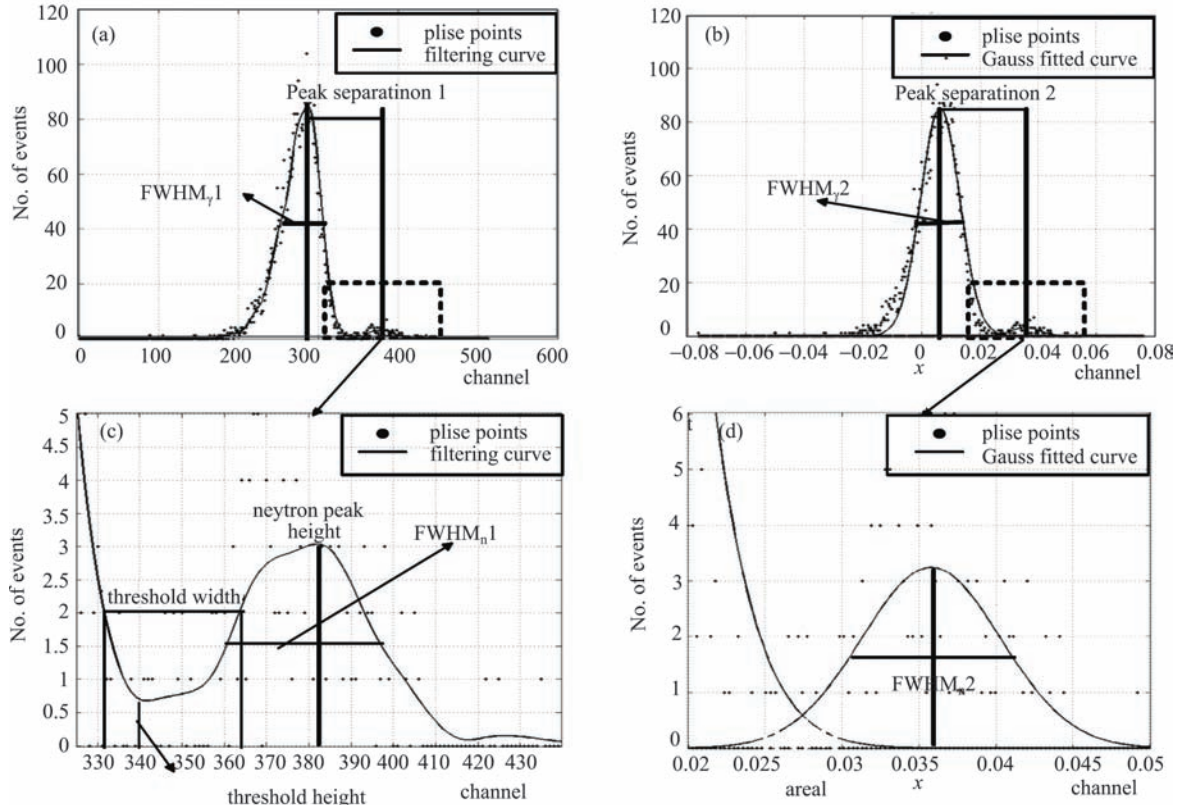 (a)
plise points
filtering curve
Peak separatinon 1
FWHMγ1
No. of events
120
100
80
60
40
20
0
0 100 200 300 400 500 600
channel
(b)
plise points
Gauss fitted curve
Peak separatinon 2
FWHMγ2
No. of events
120
100
80
60
40
20
0
−0.08 −0.06 −0.04 −0.02 0 0.02 0.04 0.06 0.08
x
channel
(c)
plise points
filtering curve
neytron peak
height
FWHMn1
threshold width
No. of events
5
4.5
4
3.5
3
2.5
2
1.5
1
0.5
0
330 340 350 360 370 380 390 400 410 420 430
channel
threshold height
(d)
plise points
Gauss fitted curve
FWHMn2
No. of events
6
5
4
3
2
1
0
0.02 0.025 0.03 0.035 0.04 0.045 0.05
areal
x
channel